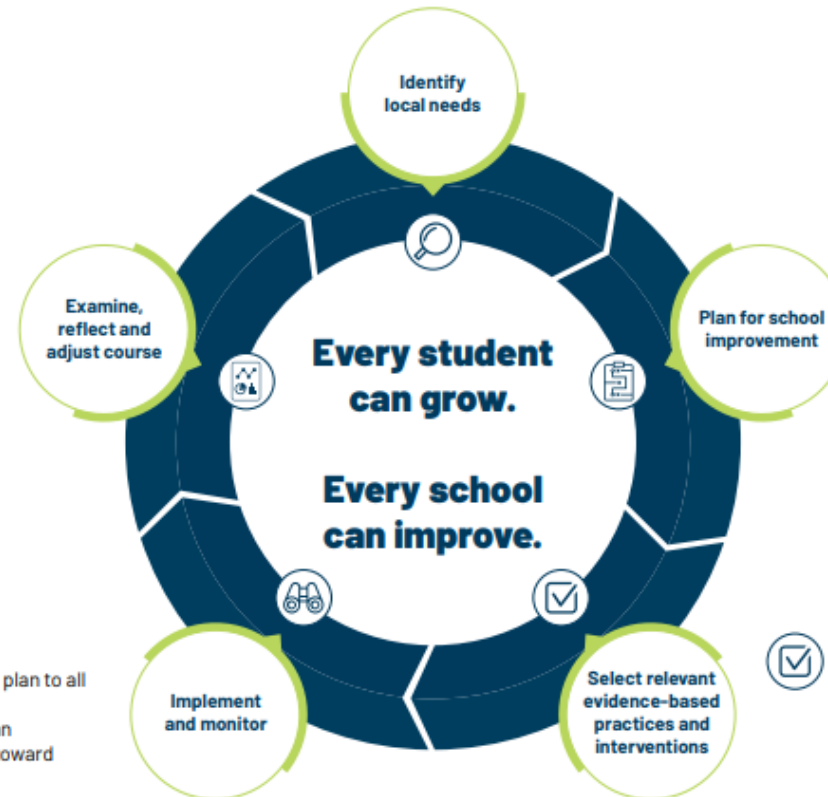 Identify
local needs
Examine,
reflect and
adjust course
Plan for school
improvement
Every student
can grow.
Every school
can improve.
plan to all
oward
Implement
and monitor
Select relevant
evidence-based
practices and
interventions